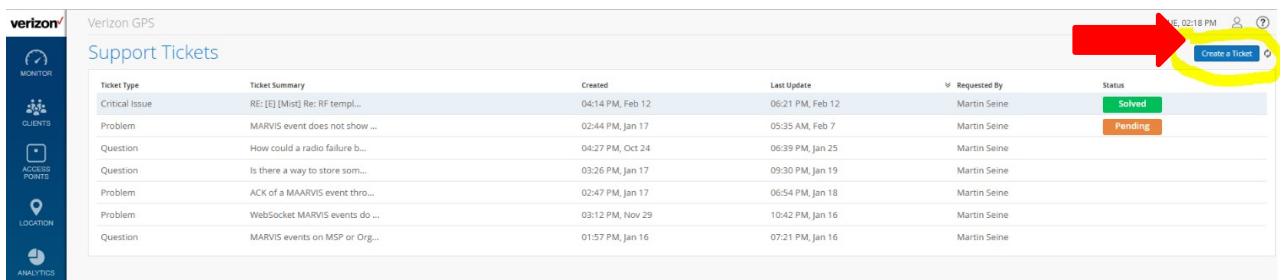 verizon✓ Verizon GPS UE, 02:18 PM ?
Support Tickets Create a Ticket
MONITOR
CLIENTS
ACCESS
POINTS
LOCATION
ANALYTICS
Ticket Type Ticket Summary Created Last Update Requested By Status
Critical Issue RE: [E] [Mist] Re: RF templ... 04:14 PM, Feb 12 06:21 PM, Feb 12 Martin Seine Solved
Problem MARVIS event does not show ... 02:44 PM, Jan 17 05:35 AM, Feb 7 Martin Seine Pending
Question How could a radio failure b... 04:27 PM, Oct 24 06:39 PM, Jan 25 Martin Seine
Question Is there a way to store som... 03:26 PM, Jan 17 09:30 PM, Jan 19 Martin Seine
Problem ACK of a MAARVIS event thro... 02:47 PM, Jan 17 06:54 PM, Jan 18 Martin Seine
Problem WebSocket MARVIS events do ... 03:12 PM, Nov 29 10:42 PM, Jan 16 Martin Seine
Question MARVIS events on MSP or Org... 01:57 PM, Jan 16 07:21 PM, Jan 16 Martin Seine